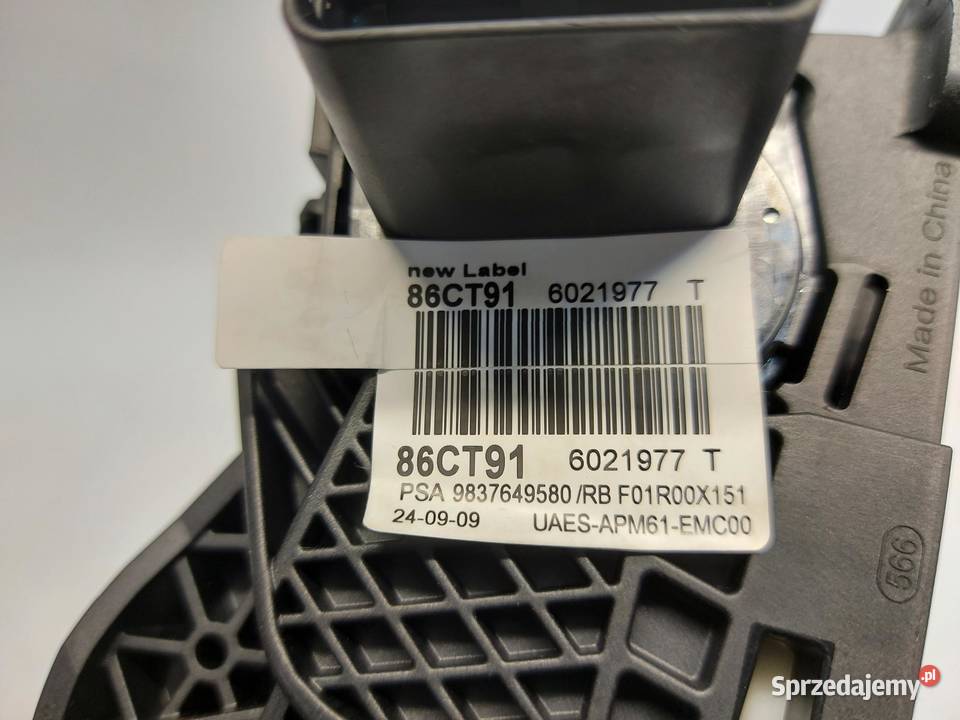 new Label
86CT91 6021977 T
86CT91 6021977 T
PSA 9837649580 /RB F01R00X151
24-09-09 UAES-APM61-EMC00
Made in China
566
Sprzedajemy.pl